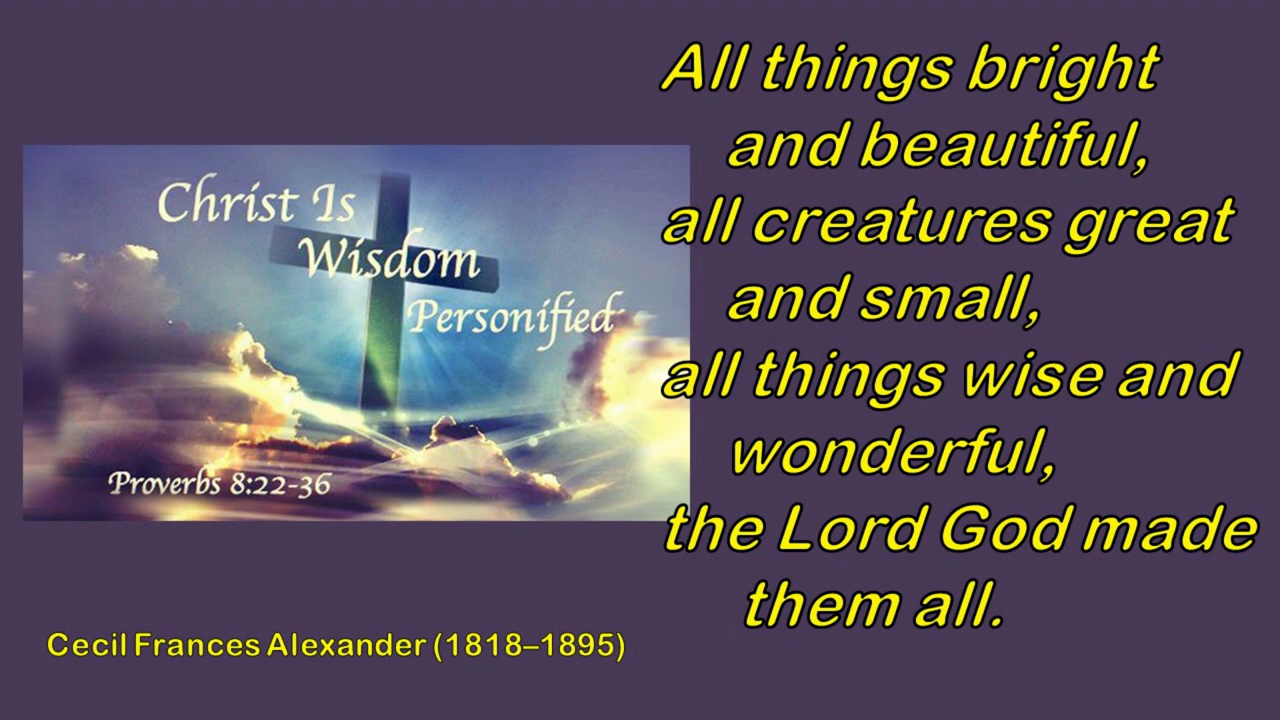 Christ Is
Wisdom
Personified
Proverbs 8:22-36
Cecil Frances Alexander (1818–1895)
All things bright
and beautiful,
all creatures great
and small,
all things wise and
wonderful,
the Lord God made
them all.